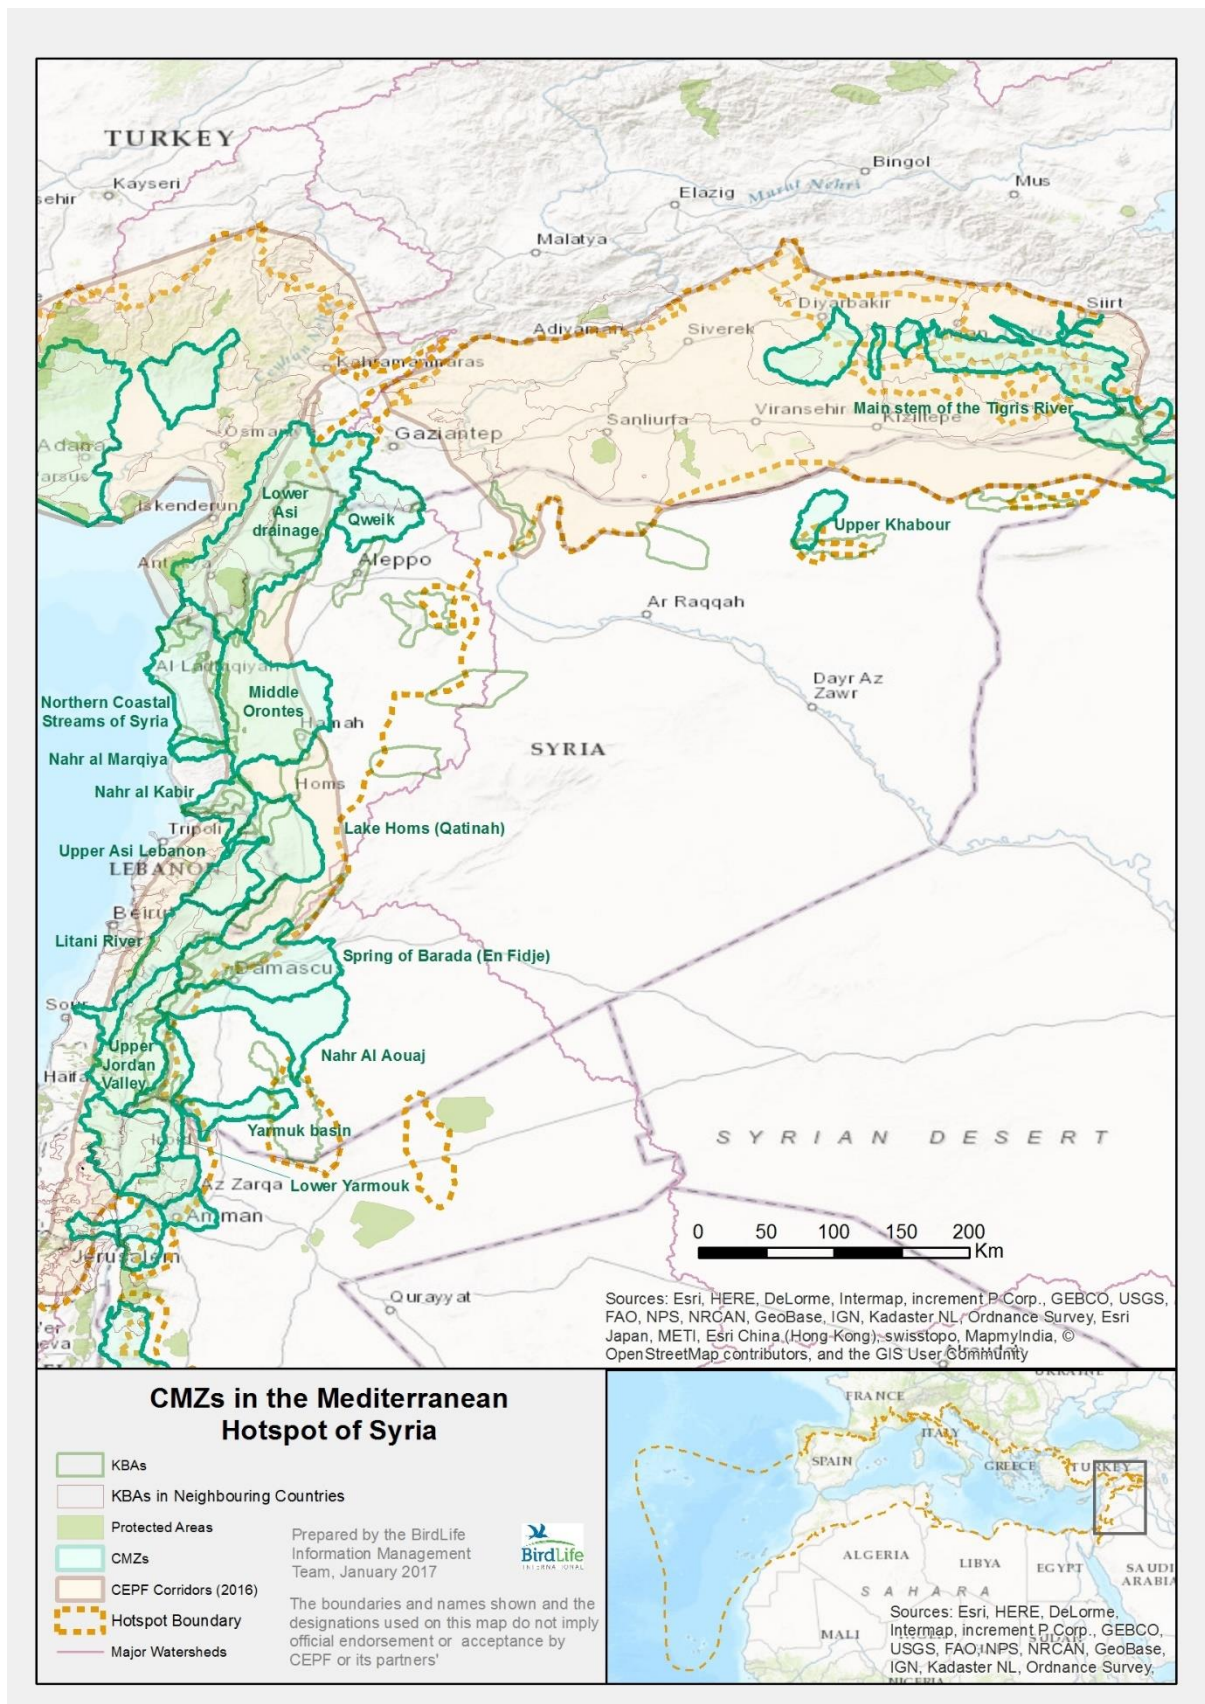 TURKEY
Kayseri
sehir
Bingol
Mus
Elazig
Murat Nehri
Malatya
Diyarbakir
Siirt
Adiyaman
Siverek
Kahramanmaras
Viransehir
Main stem of the Tigris River
Kiziltepe
Sanliurfa
Gaziantep
Adana
arsus
Iskenderun
Lower
Asi
drainage
Qweik
Upper Khabour
Aleppo
Ar Raqqah
Al Ladhiqiyah
Dayr Az
Zawr
Middle
Orontes
Northern Coastal
Streams of Syria
Hamah
SYRIA
Nahr al Marqiya
Nahr al Kabir
Homs
Tripoli
Lake Homs (Qatinah)
Upper Asi Lebanon
LEBANON
Beiru
Litani River
Spring of Barada (En Fidje)
Damascu
Sour
Nahr Al Aouaj
Upper
Jordan
Valley
Haifa
Yarmuk basin
SYRIAN DESERT
Irbid
Az Zarqa
Lower Yarmouk
Amman
Jerusalem
0 50 100 150 200
Km
Qurayyat
Sources: Esri, HERE, DeLorme, Intermap, increment P Corp., GEBCO, USGS,
FAO, NPS, NRCAN, GeoBase, IGN, Kadaster NL, Ordnance Survey, Esri
Japan, METI, Esri China (Hong Kong), swisstopo, MapmyIndia, ©
OpenStreetMap contributors, and the GIS User Community
CMZs in the Mediterranean
Hotspot of Syria
KBAs
KBAs in Neighbouring Countries
Protected Areas
CMZs
CEPF Corridors (2016)
Hotspot Boundary
Major Watersheds
Prepared by the BirdLife
Information Management
Team, January 2017
BirdLife
INTERNATIONAL
The boundaries and names shown and the
designations used on this map do not imply
official endorsement or acceptance by
CEPF or its partners'
FRANCE
ITALY
SPAIN
GREECE
TURKEY
ALGERIA
LIBYA
EGYPT
SAUDI
ARABIA
SAHARA
MALI
Sources: Esri, HERE, DeLorme,
Intermap, increment P Corp., GEBCO,
USGS, FAO, NPS, NRCAN, GeoBase,
IGN, Kadaster NL, Ordnance Survey,